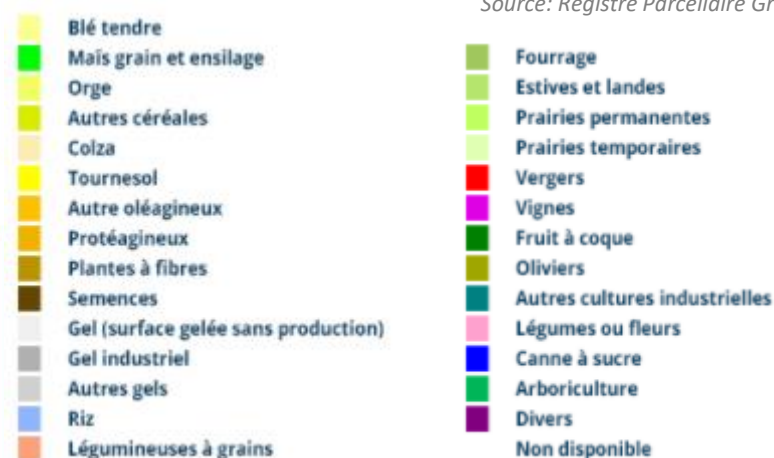 Source: Registre Parcellaire Gr
Blé tendre
Maïs grain et ensilage
Orge
Autres céréales
Colza
Tournesol
Autre oléagineux
Protéagineux
Plantes à fibres
Semences
Gel (surface gelée sans production)
Gel industriel
Autres gels
Riz
Légumineuses à grains
Fourrage
Estives et landes
Prairies permanentes
Prairies temporaires
Vergers
Vignes
Fruit à coque
Oliviers
Autres cultures industrielles
Légumes ou fleurs
Canne à sucre
Arboriculture
Divers
Non disponible